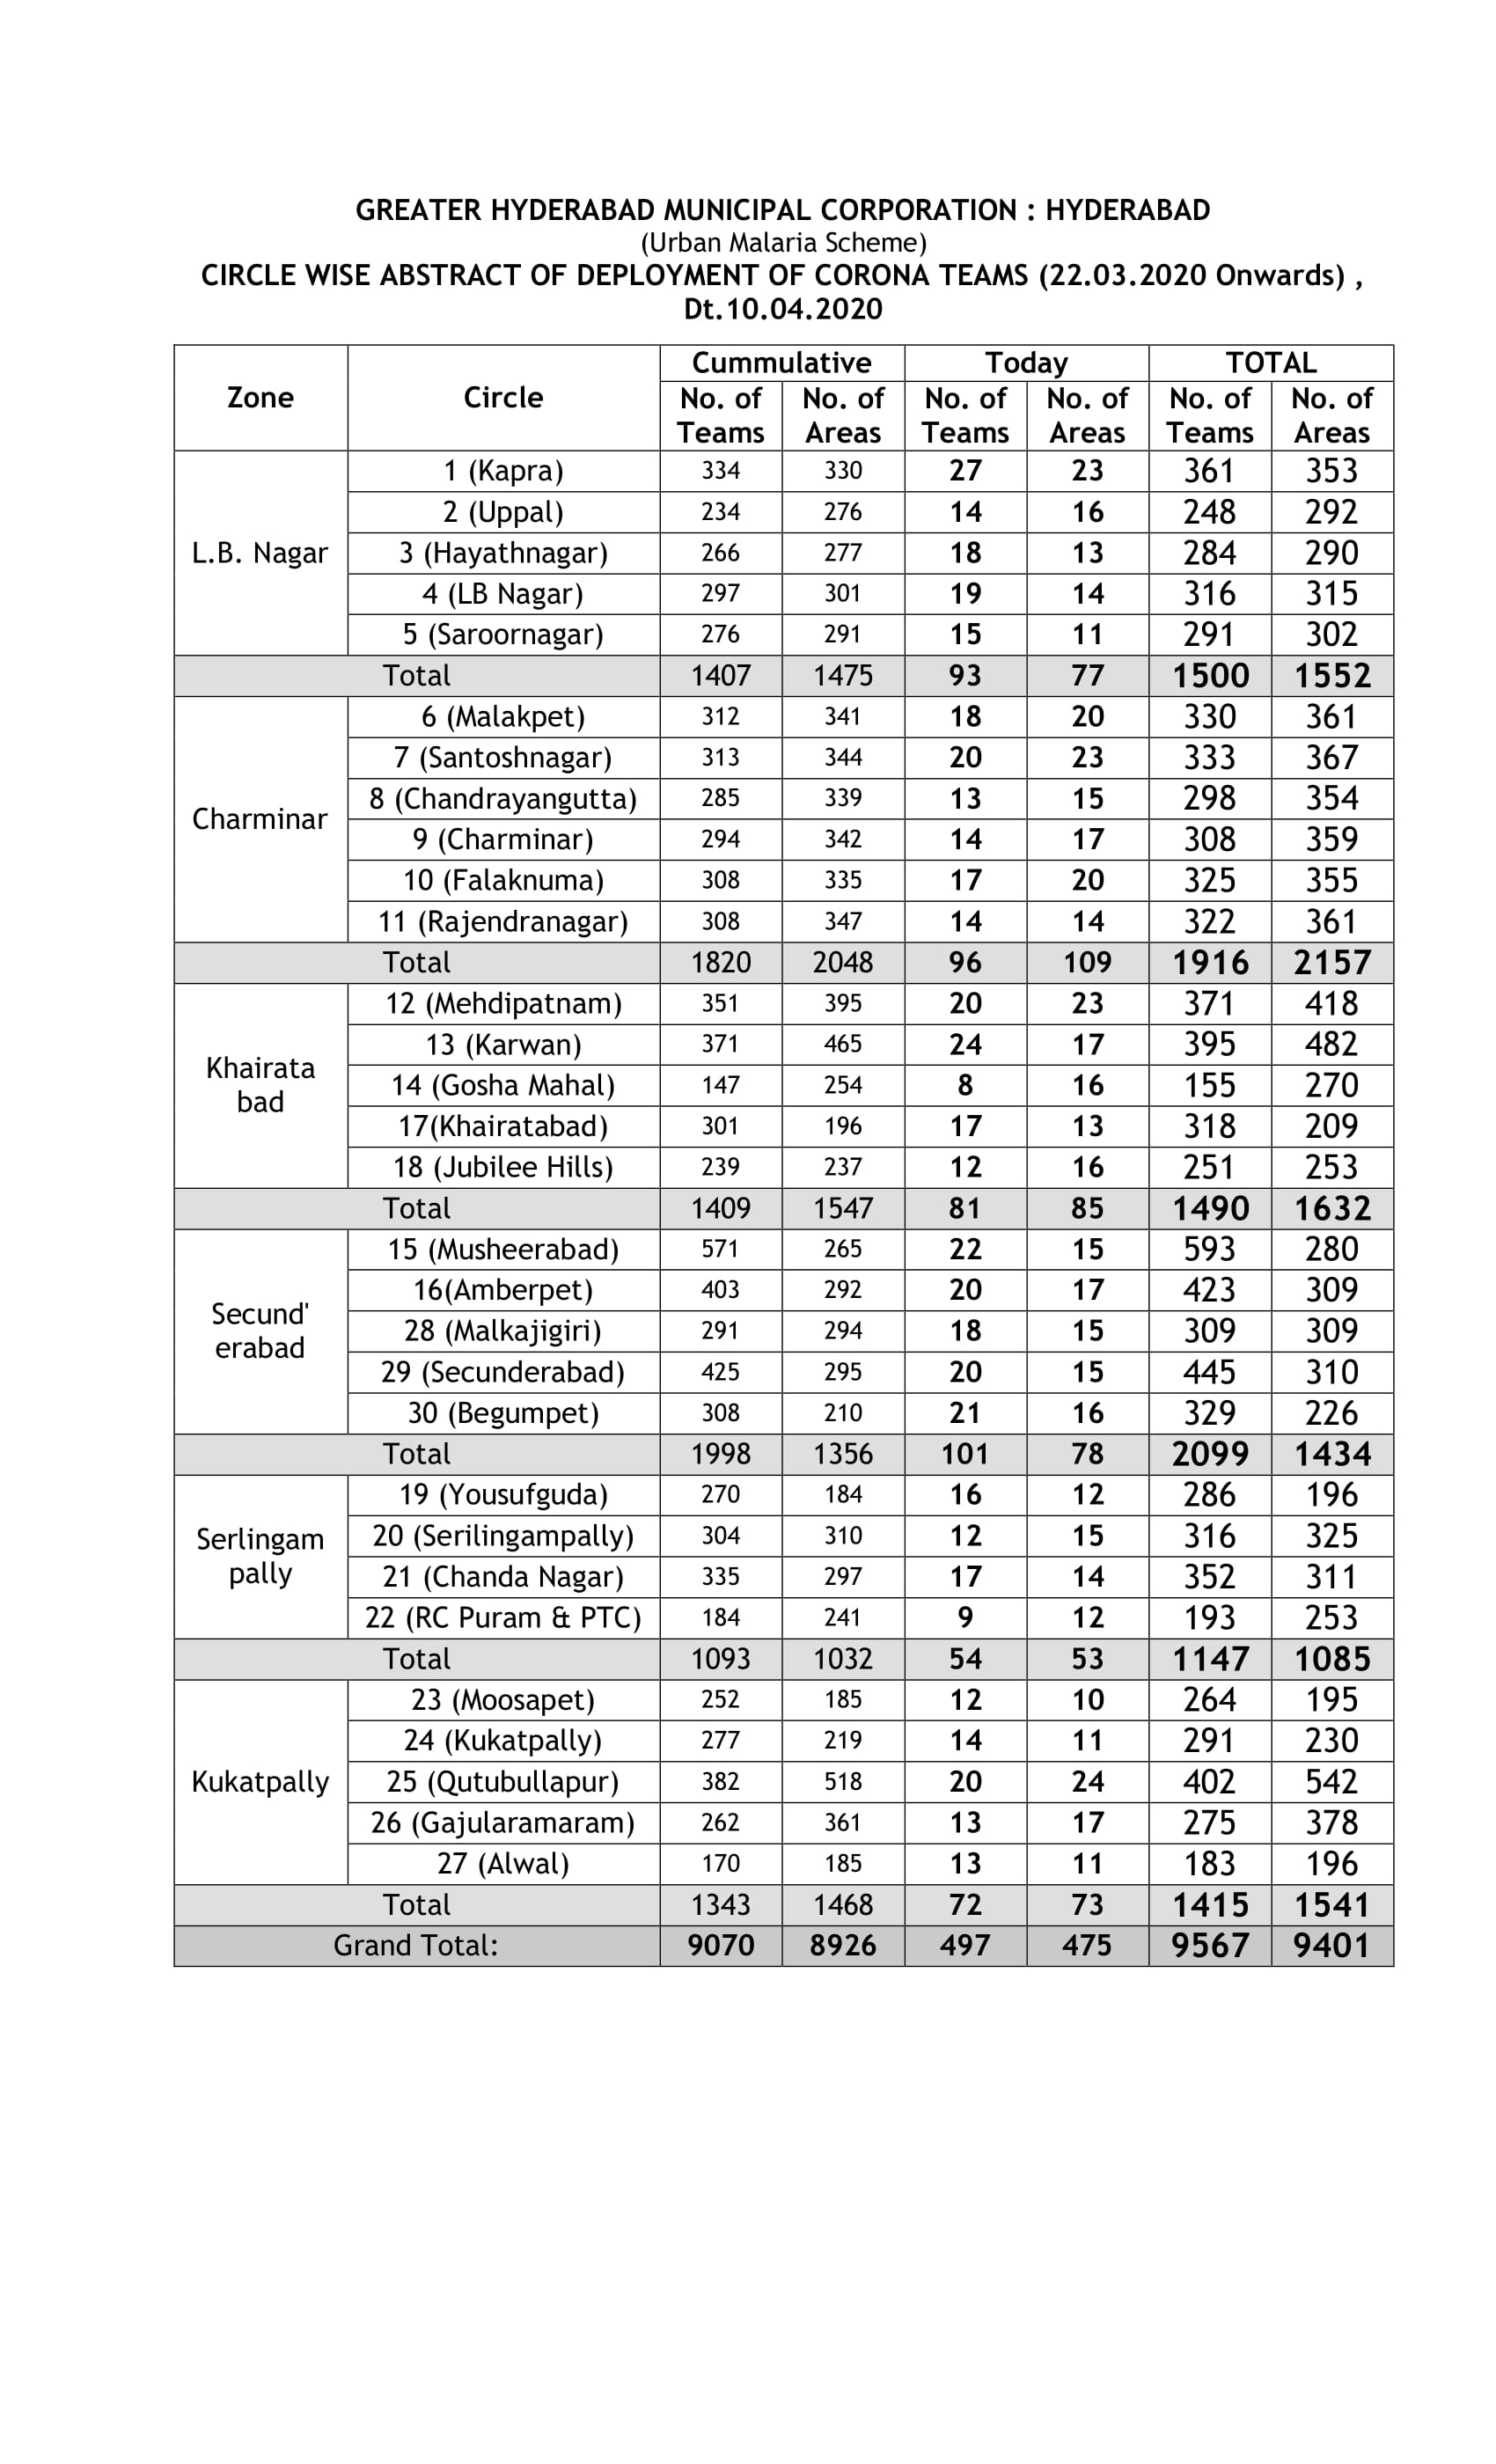 GREATER HYDERABAD MUNICIPAL CORPORATION : HYDERABAD
(Urban Malaria Scheme)
CIRCLE WISE ABSTRACT OF DEPLOYMENT OF CORONA TEAMS (22.03.2020 Onwards) ,
Dt.10.04.2020
Zone Circle Cummulative Today TOTAL
No. of Teams No. of Areas No. of Teams No. of Areas No. of Teams No. of Areas
L.B. Nagar
1 (Kapra) 334 330 27 23 361 353
2 (Uppal) 234 276 14 16 248 292
3 (Hayathnagar) 266 277 18 13 284 290
4 (LB Nagar) 297 301 19 14 316 315
5 (Saroornagar) 276 291 15 11 291 302
Total 1407 1475 93 77 1500 1552
Charminar
6 (Malakpet) 312 341 18 20 330 361
7 (Santoshnagar) 313 344 20 23 333 367
8 (Chandrayangutta) 285 339 13 15 298 354
9 (Charminar) 294 342 14 17 308 359
10 (Falaknuma) 308 335 17 20 325 355
11 (Rajendranagar) 308 347 14 14 322 361
Total 1820 2048 96 109 1916 2157
Khairata
bad
12 (Mehdipatnam) 351 395 20 23 371 418
13 (Karwan) 371 465 24 17 395 482
14 (Gosha Mahal) 147 254 8 16 155 270
17(Khairatabad) 301 196 17 13 318 209
18 (Jubilee Hills) 239 237 12 16 251 253
Total 1409 1547 81 85 1490 1632
Secund'
erabad
15 (Musheerabad) 571 265 22 15 593 280
16(Amberpet) 403 292 20 17 423 309
28 (Malkajigiri) 291 294 18 15 309 309
29 (Secunderabad) 425 295 20 15 445 310
30 (Begumpet) 308 210 21 16 329 226
Total 1998 1356 101 78 2099 1434
Serlingam
pally
19 (Yousufguda) 270 184 16 12 286 196
20 (Serilingampally) 304 310 12 15 316 325
21 (Chanda Nagar) 335 297 17 14 352 311
22 (RC Puram & PTC) 184 241 9 12 193 253
Total 1093 1032 54 53 1147 1085
Kukatpally
23 (Moosapet) 252 185 12 10 264 195
24 (Kukatpally) 277 219 14 11 291 230
25 (Qutubullapur) 382 518 20 24 402 542
26 (Gajularamaram) 262 361 13 17 275 378
27 (Alwal) 170 185 13 11 183 196
Total 1343 1468 72 73 1415 1541
Grand Total: 9070 8926 497 475 9567 9401